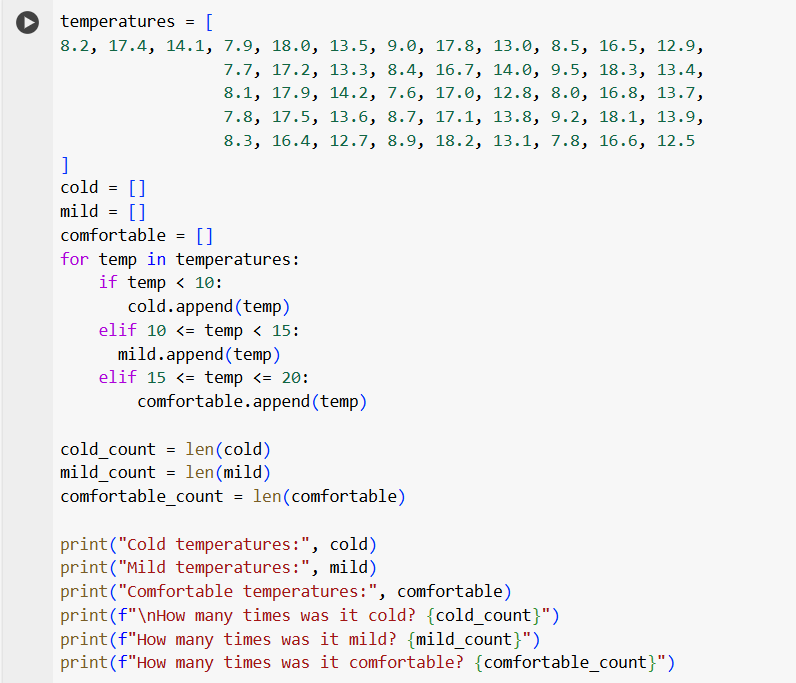 temperatures = [
8.2, 17.4, 14.1, 7.9, 18.0, 13.5, 9.0, 17.8, 13.0, 8.5, 16.5, 12.9,
                 7.7, 17.2, 13.3, 8.4, 16.7, 14.0, 9.5, 18.3, 13.4,
                 8.1, 17.9, 14.2, 7.6, 17.0, 12.8, 8.0, 16.8, 13.7,
                 7.8, 17.5, 13.6, 8.7, 17.1, 13.8, 9.2, 18.1, 13.9,
                 8.3, 16.4, 12.7, 8.9, 18.2, 13.1, 7.8, 16.6, 12.5
]
cold = []
mild = []
comfortable = []
for temp in temperatures:
    if temp < 10:
       cold.append(temp)
    elif 10 <= temp < 15:
      mild.append(temp)
    elif 15 <= temp <= 20:
        comfortable.append(temp)

cold_count = len(cold)
mild_count = len(mild)
comfortable_count = len(comfortable)

print("Cold temperatures:", cold)
print("Mild temperatures:", mild)
print("Comfortable temperatures:", comfortable)
print(f"\nHow many times was it cold? {cold_count}")
print(f"How many times was it mild? {mild_count}")
print(f"How many times was it comfortable? {comfortable_count}")